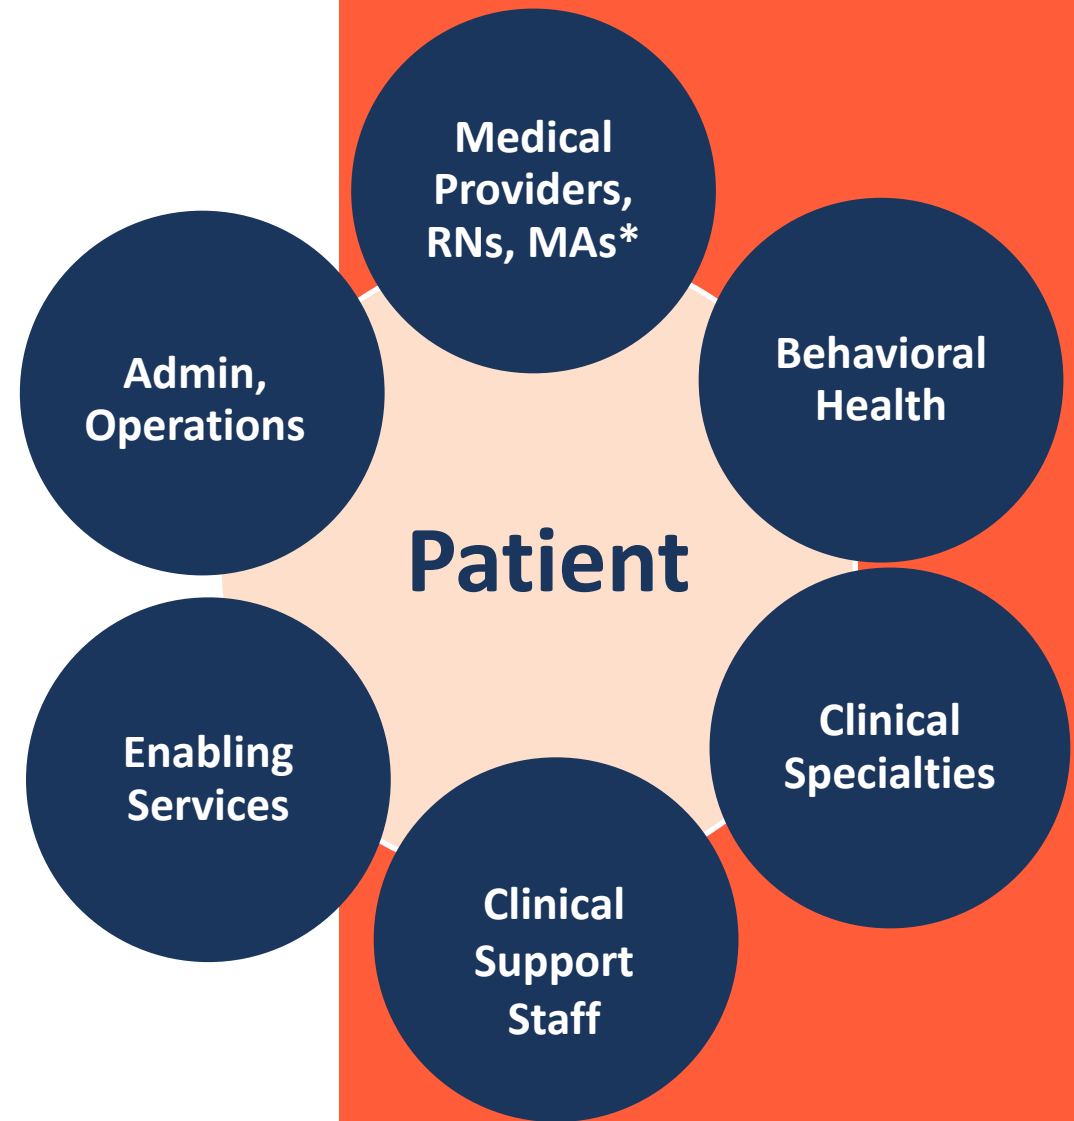 Medical
Providers,
RNs, MAs*
Admin,
Operations
Behavioral
Health
Patient
Enabling
Services
Clinical
Specialties
Clinical
Support
Staff